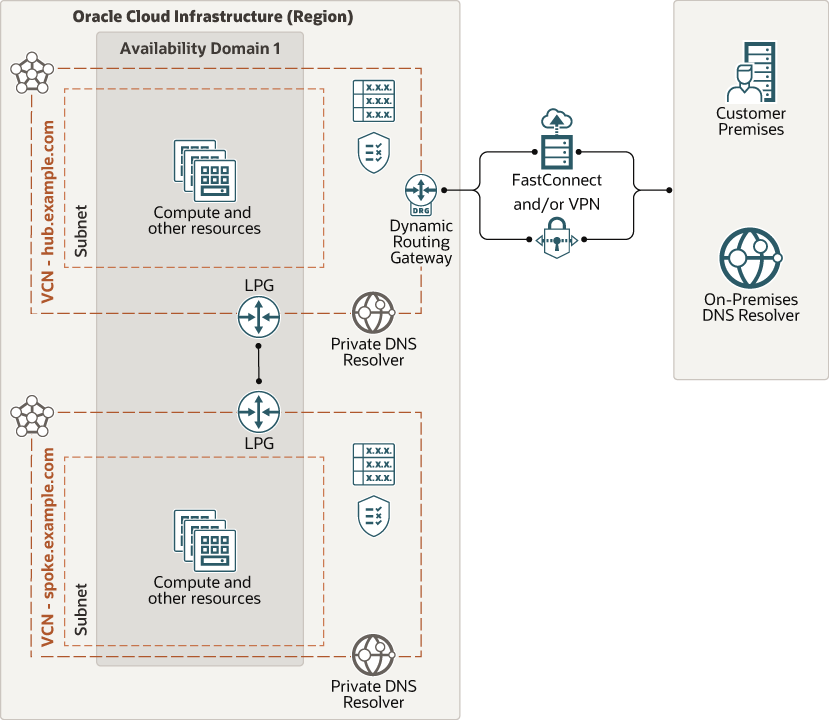 Oracle Cloud Infrastructure (Region)
Availability Domain 1
VCN - hub.example.com
Subnet
Compute and
other resources
X.X.X.
X.X.X.
X.X.X.
DRG
Dynamic
Routing
Gateway
LPG
Private DNS
Resolver
LPG
VCN - spoke.example.com
Subnet
Compute and
other resources
X.X.X.
X.X.X.
X.X.X.
Private DNS
Resolver
FastConnect
and/or VPN
Customer
Premises
On-Premises
DNS Resolver